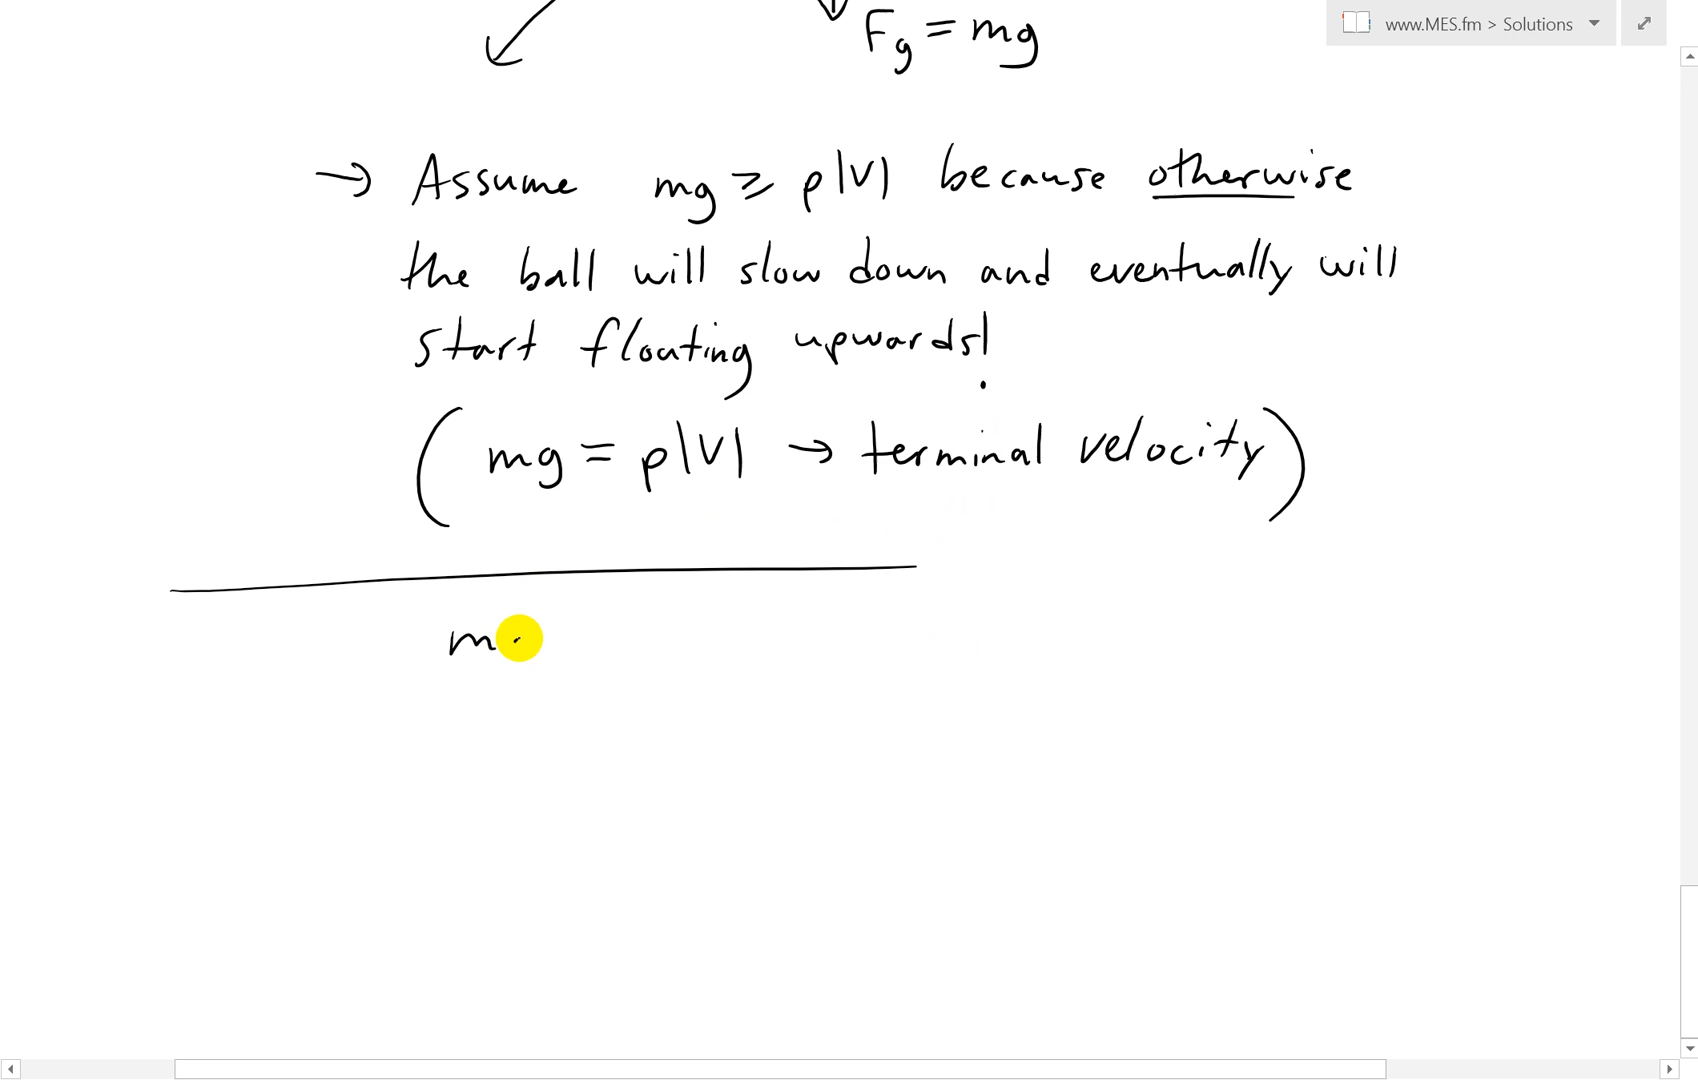 www.MES.fm > Solutions
Fg = mg
→ Assume mg ⩾ p|v| because otherwise
the ball will slow down and eventually will
start floating upwards!
( mg = p|v| → terminal velocity )
m